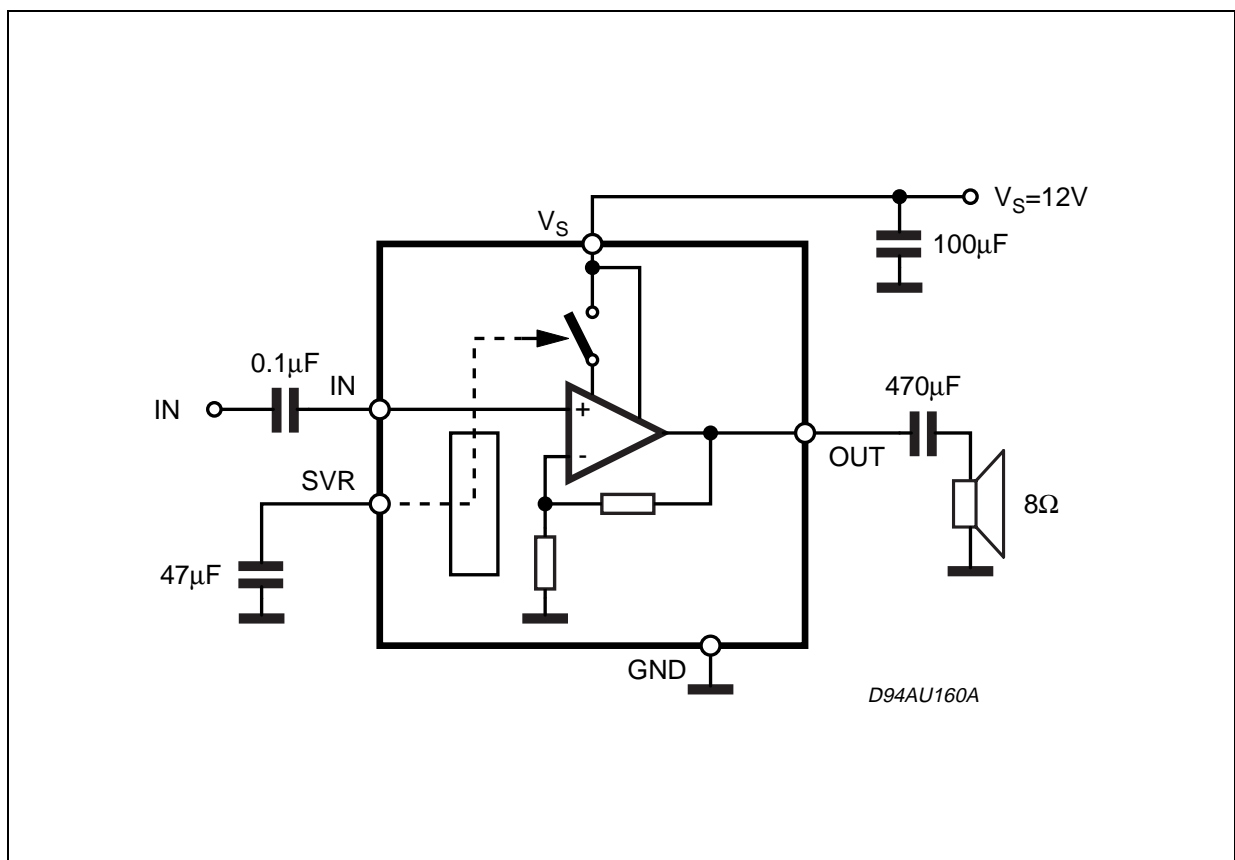 V_S=12V
V_S
100µF
0.1µF
IN
IN
+
-
470µF
OUT
SVR
8Ω
47µF
GND
D94AU160A